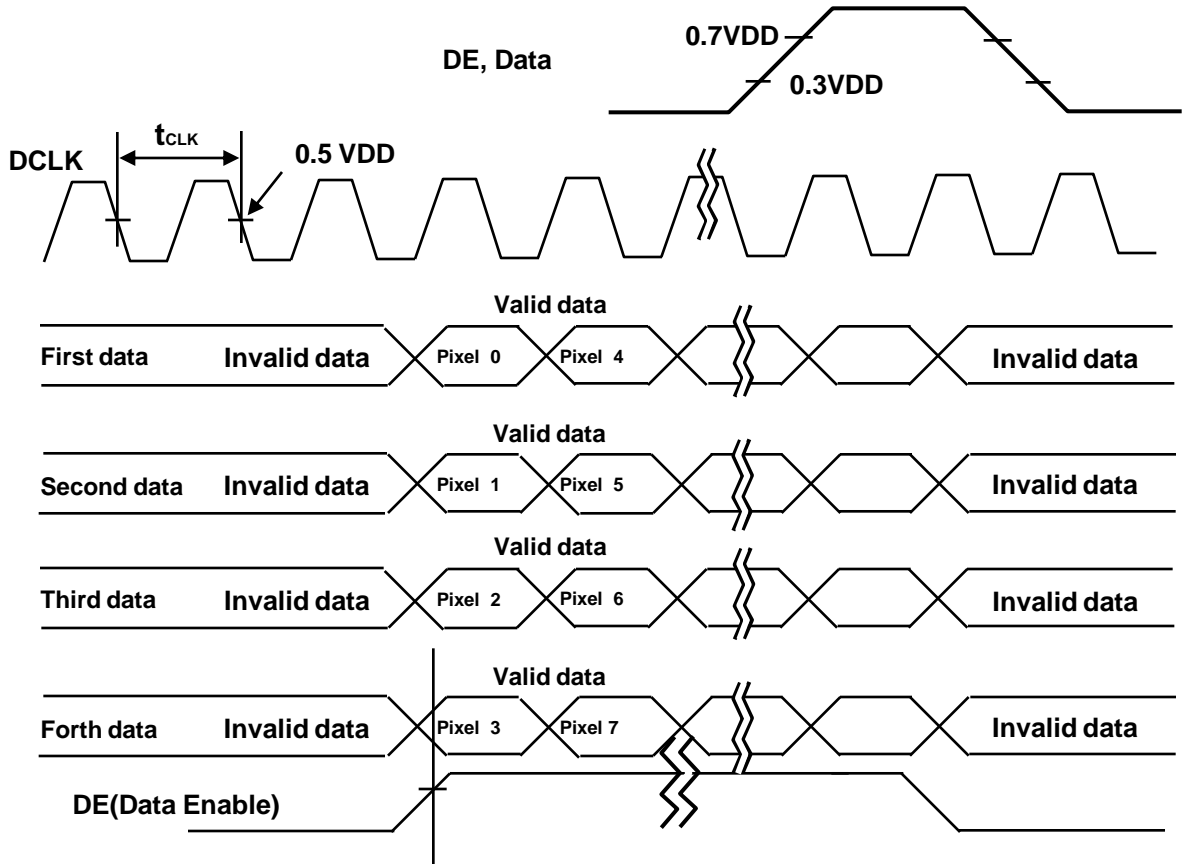 0.7VDD
DE, Data
0.3VDD
tCLK
DCLK
0.5 VDD
Valid data
First data Invalid data Pixel 0 Pixel 4 Invalid data
Valid data
Second data Invalid data Pixel 1 Pixel 5 Invalid data
Valid data
Third data Invalid data Pixel 2 Pixel 6 Invalid data
Valid data
Forth data Invalid data Pixel 3 Pixel 7 Invalid data
DE(Data Enable)